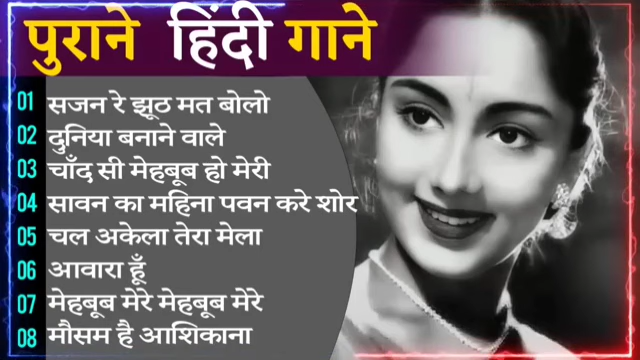 पुराने हिंदी गाने
01 सजन रे झूठ मत बोलो
02 दुनिया बनाने वाले
03 चाँद सी मेहबूब हो मेरी
04 सावन का महिना पवन करे शोर
05 चल अकेला तेरा मेला
06 आवारा हूँ
07 मेहबूब मेरे मेहबूब मेरे
08 मौसम है आशिकाना